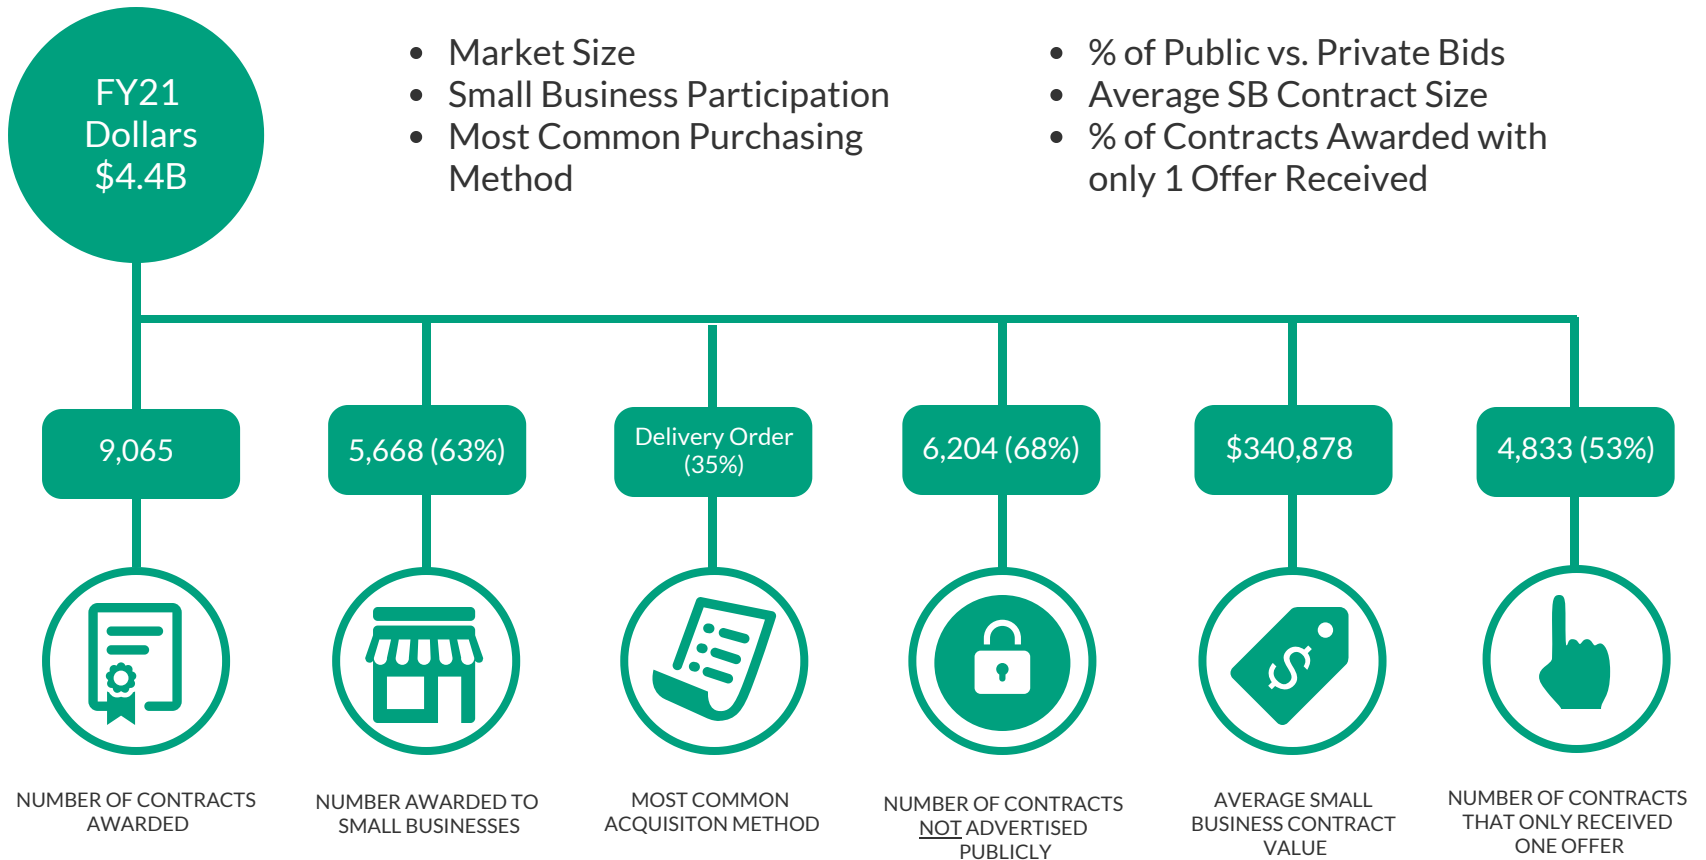 FY21
Dollars
$4.4B
• Market Size
• Small Business Participation
• Most Common Purchasing
Method
• % of Public vs. Private Bids
• Average SB Contract Size
• % of Contracts Awarded with
only 1 Offer Received
9,065
5,668 (63%)
Delivery Order
(35%)
6,204 (68%)
$340,878
4,833 (53%)
$
NUMBER OF CONTRACTS
AWARDED
NUMBER AWARDED TO
SMALL BUSINESSES
MOST COMMON
ACQUISITON METHOD
NUMBER OF CONTRACTS
NOT ADVERTISED
PUBLICLY
AVERAGE SMALL
BUSINESS CONTRACT
VALUE
NUMBER OF CONTRACTS
THAT ONLY RECEIVED
ONE OFFER